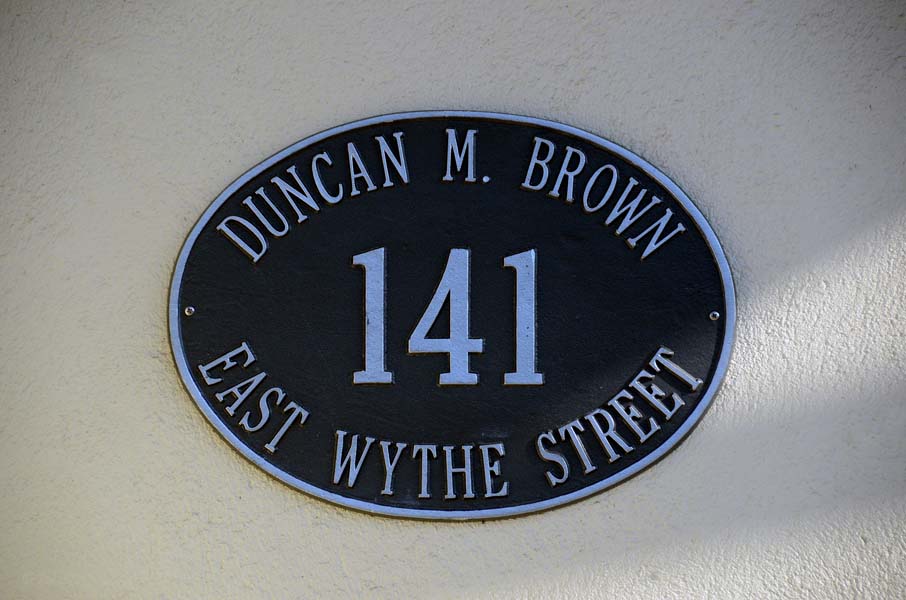 DUNCAN M. BROWN
141
EAST WYTHE STREET